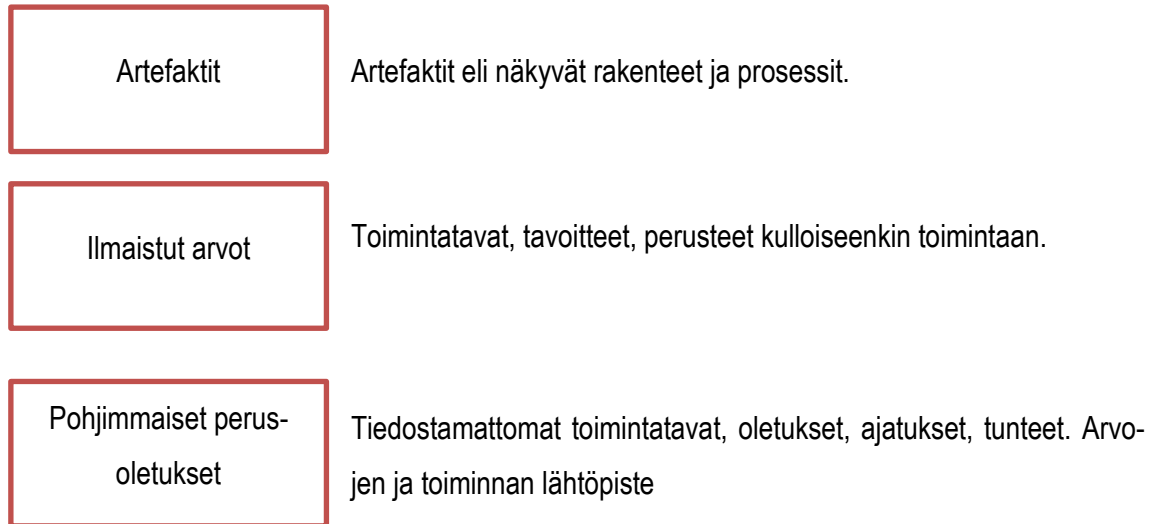 Artefaktit
Artefaktit eli näkyvät rakenteet ja prosessit.
Ilmaistut arvot
Toimintatavat, tavoitteet, perusteet kulloiseenkin toimintaan.
Pohjimmaiset perus-
oletukset
Tiedostamattomat toimintatavat, oletukset, ajatukset, tunteet. Arvo-
jen ja toiminnan lähtöpiste